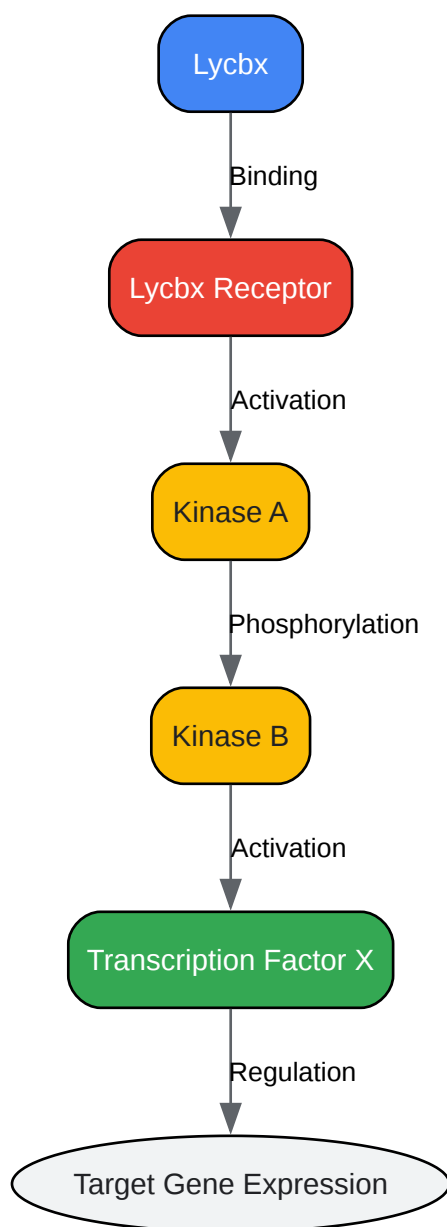 Lycbx
Binding
Lycbx Receptor
Activation
Kinase A
Phosphorylation
Kinase B
Activation
Transcription Factor X
Regulation
Target Gene Expression